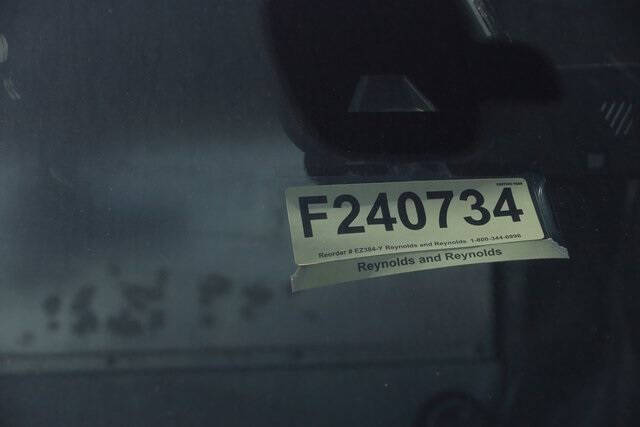 F240734
Reorder # EZ384-Y Reynolds and Reynolds 1-800-344-0996
Reynolds and Reynolds